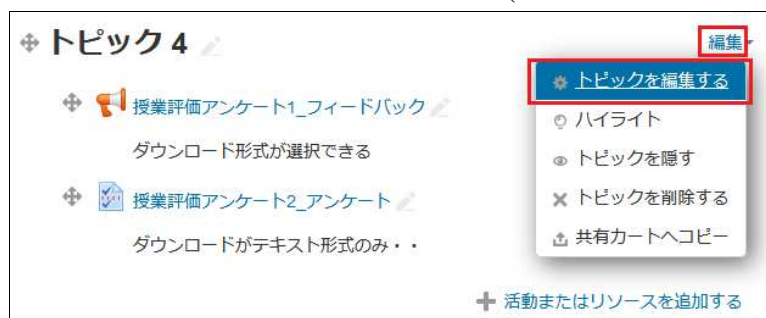 トピック 4
編集
トピックを編集する
授業評価アンケート1_フィードバック
ハイライト
ダウンロード形式が選択できる
トピックを隠す
授業評価アンケート2_アンケート
トピックを削除する
ダウンロードがテキスト形式のみ・・
共有カートへコピー
活動またはリソースを追加する